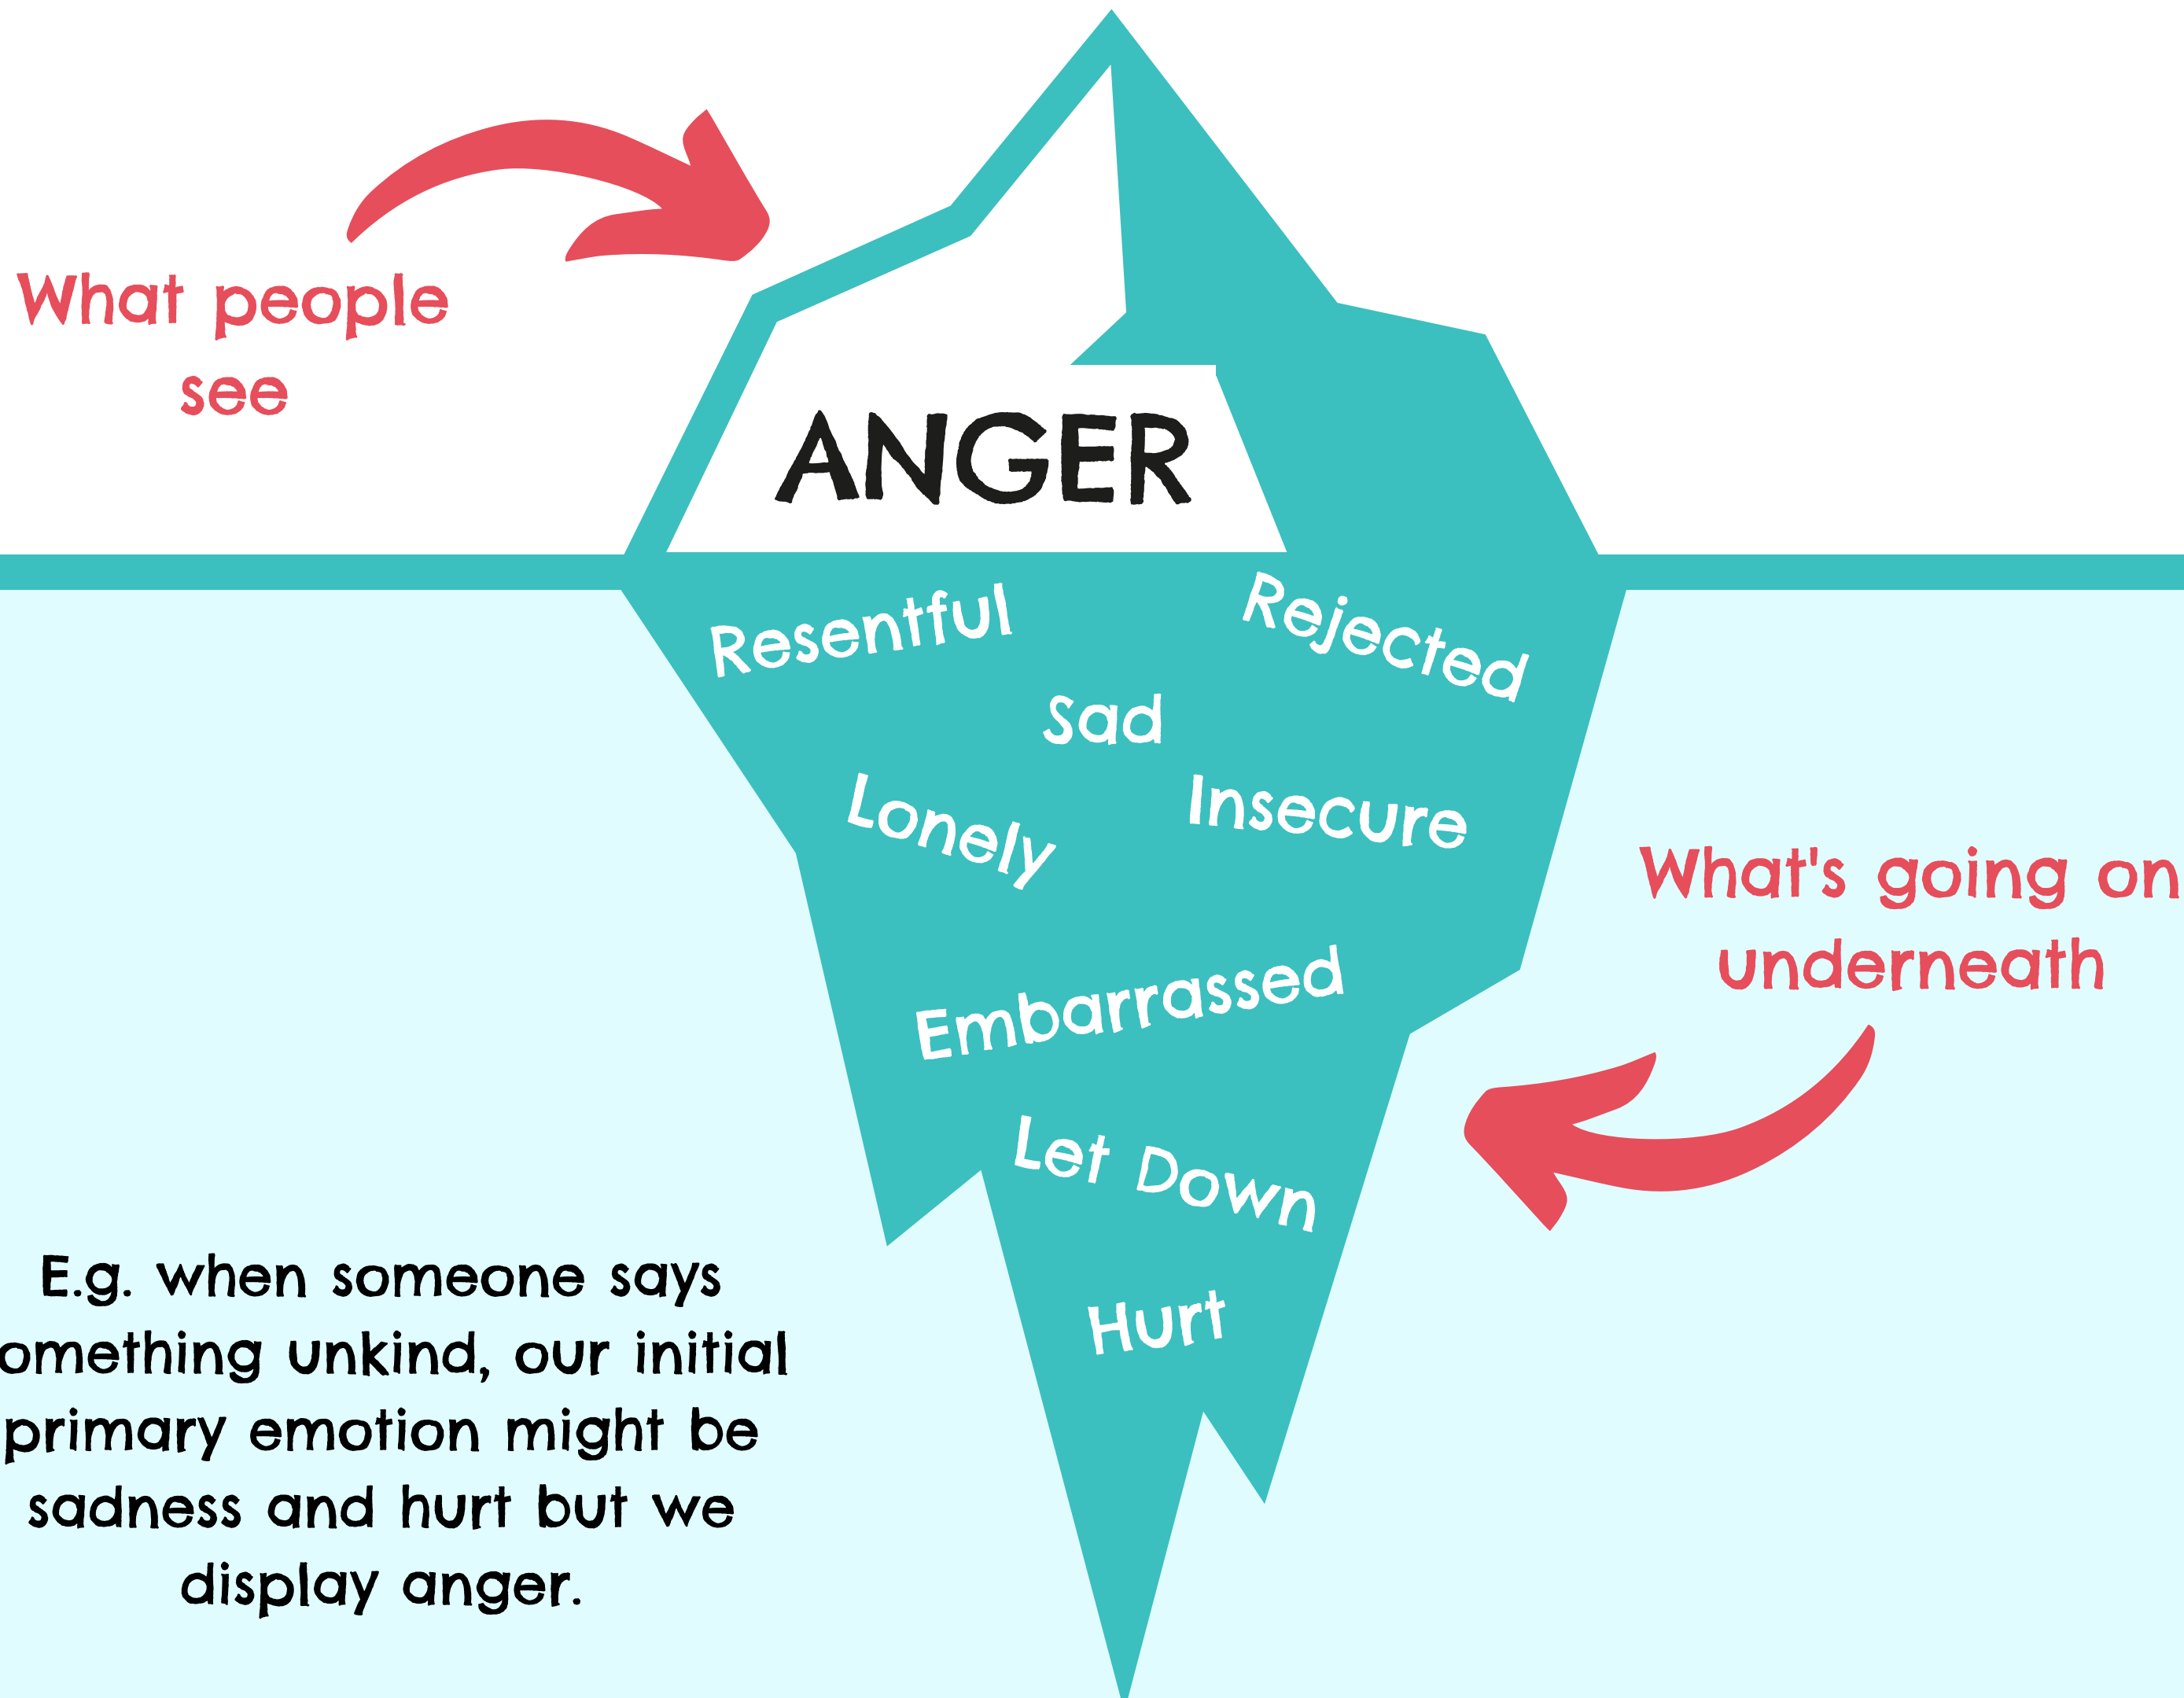 What people
see
ANGER
Resentful
Rejected
Sad
Lonely
Insecure
What's going on
underneath
Embarrassed
Let Down
Hurt
E.g. when someone says
omething unkind, our initial
primary emotion might be
sadness and hurt but we
display anger.